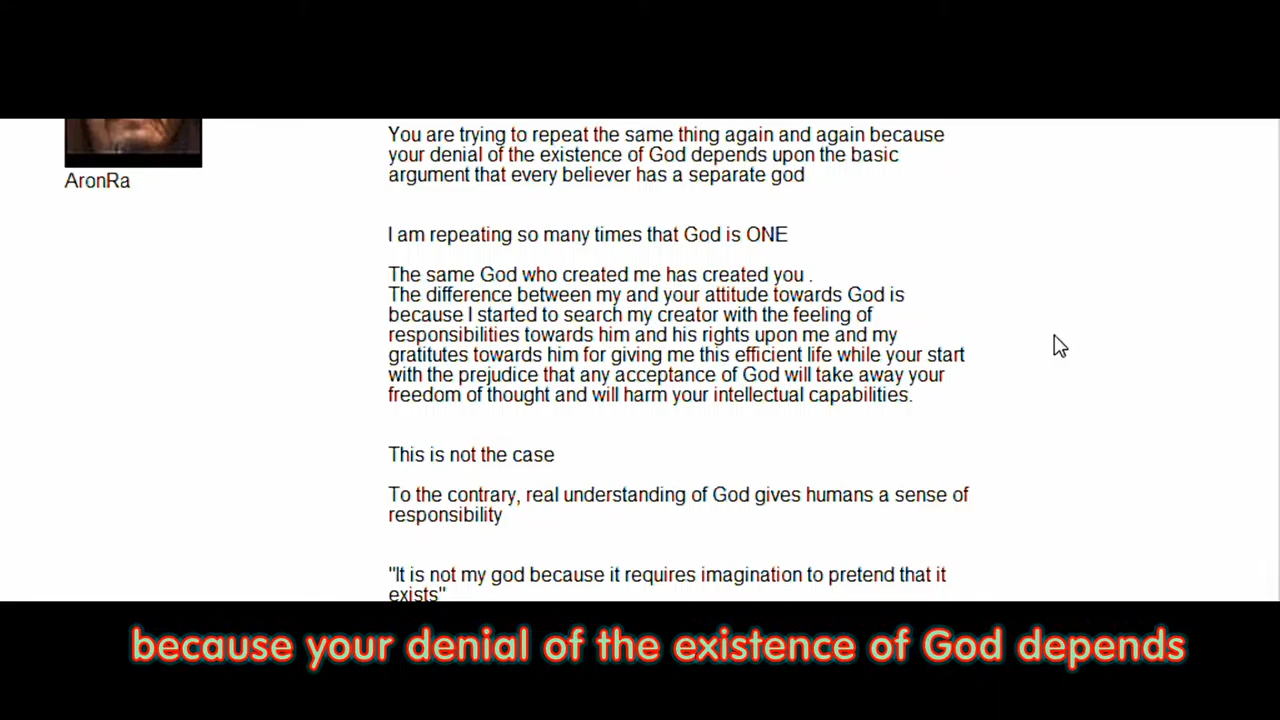 You are trying to repeat the same thing again and again because
your denial of the existence of God depends upon the basic
argument that every believer has a separate god
AronRa
I am repeating so many times that God is ONE
The same God who created me has created you .
The difference between my and your attitude towards God is
because I started to search my creator with the feeling of
responsibilities towards him and his rights upon me and my
gratitutes towards him for giving me this efficient life while your start
with the prejudice that any acceptance of God will take away your
freedom of thought and will harm your intellectual capabilities.
This is not the case
To the contrary, real understanding of God gives humans a sense of
responsibility
"It is not my god because it requires imagination to pretend that it
exists"
because your denial of the existence of God depends